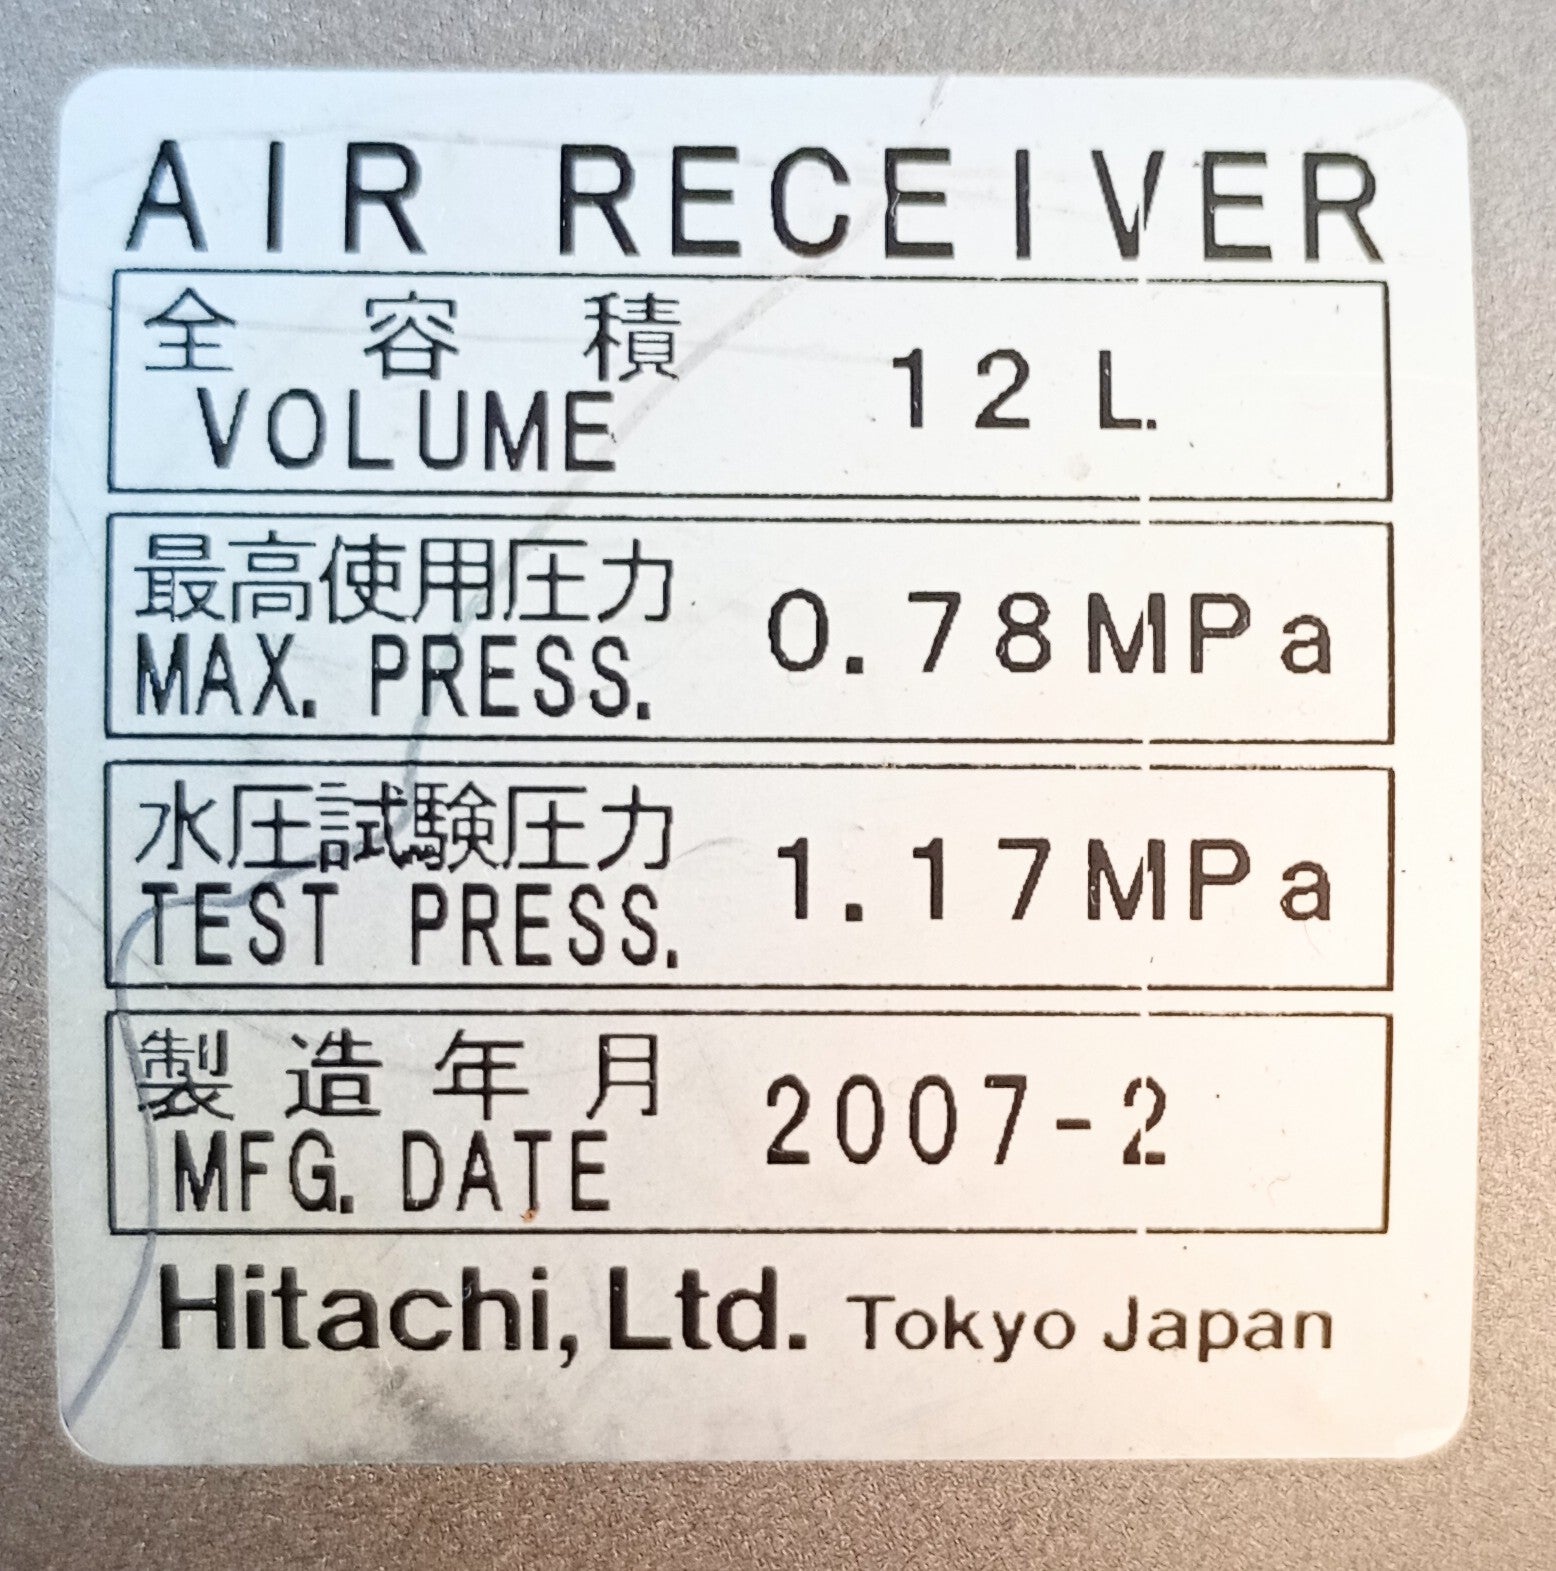 AIR RECEIVER
全容積
VOLUME
12 L.
最高使用圧力
MAX. PRESS.
0.78MPa
水圧試験圧力
TEST PRESS.
1.17MPa
製造年月
MFG. DATE
2007-2
Hitachi, Ltd. Tokyo Japan